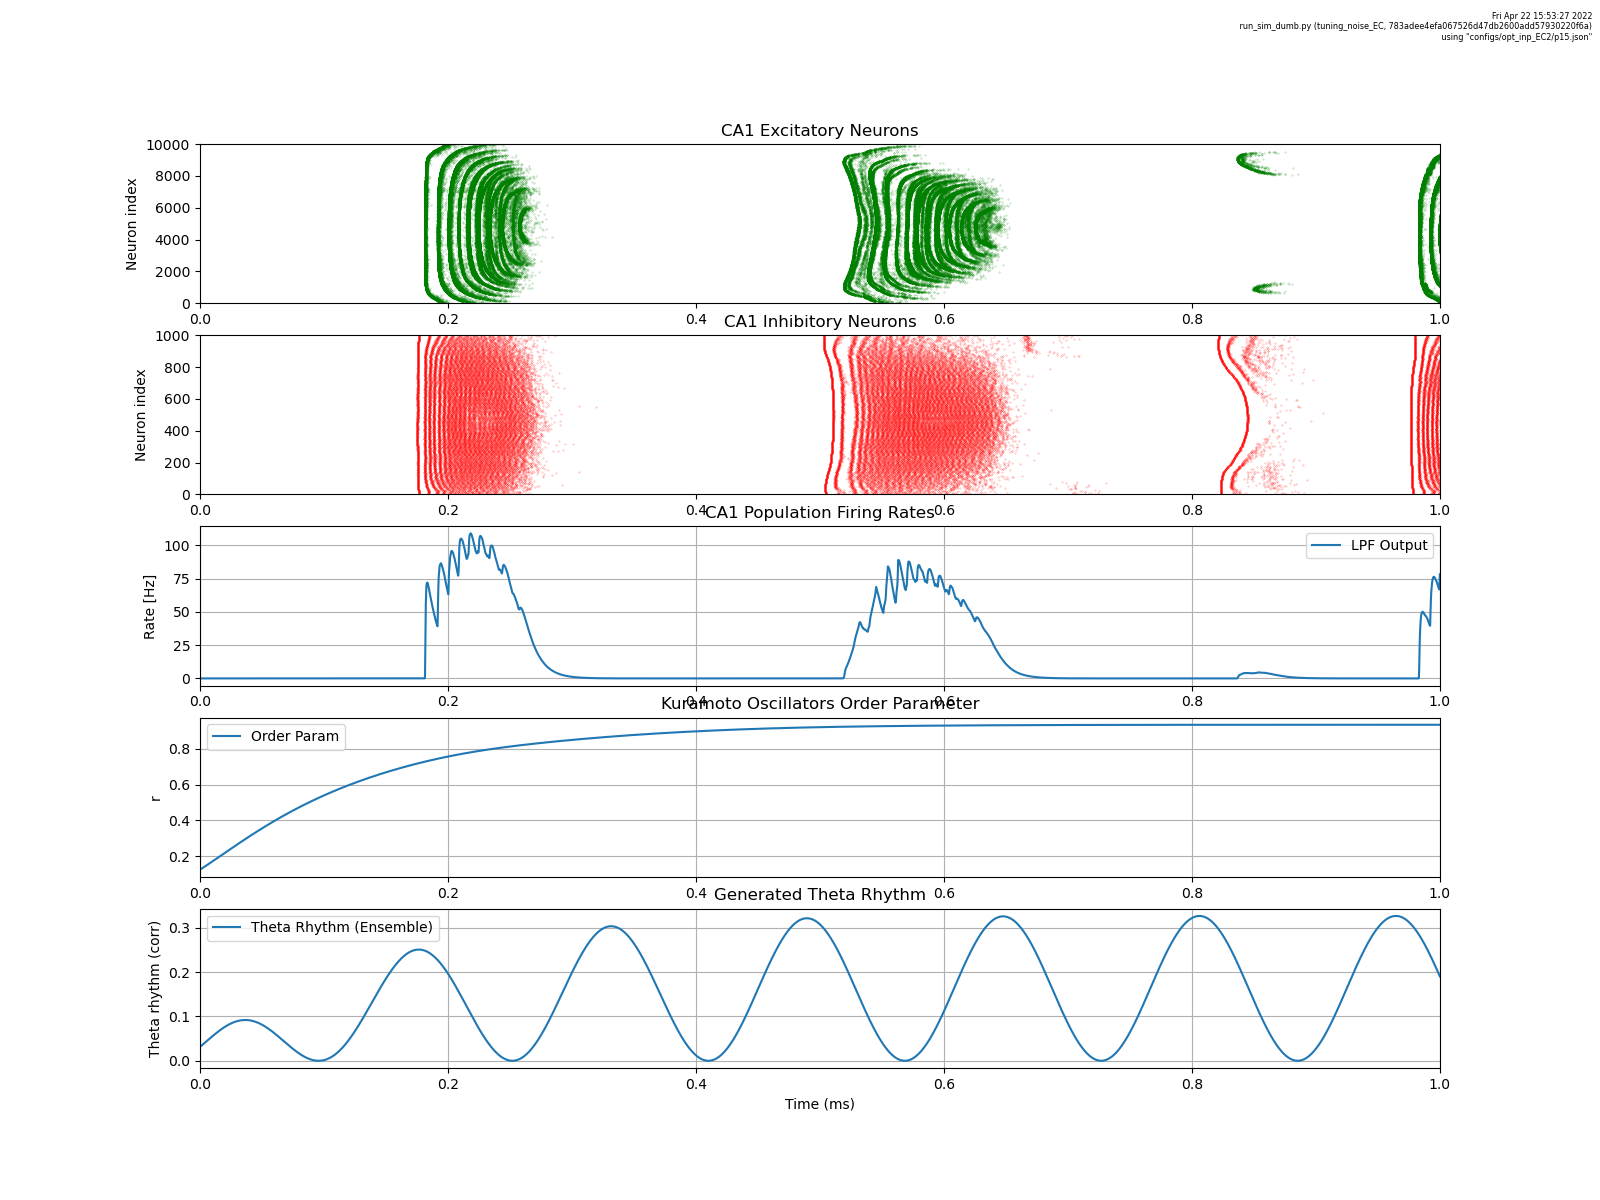 Fri Apr 22 15:53:27 2022
run_sim_dumb.py (tuning_noise_EC, 783adee4efa067526d47db2600add57930220f6a)
using "configs/opt_inp_EC2/p15.json"
CA1 Excitatory Neurons
Neuron index
10000
8000
6000
4000
2000
0
0.0 0.2 0.4 0.6 0.8 1.0
CA1 Inhibitory Neurons
Neuron index
1000
800
600
400
200
0
0.0 0.2 0.4 0.6 0.8 1.0
CA1 Population Firing Rates
Rate [Hz]
100
75
50
25
0
LPF Output
0.0 0.2 0.4 0.6 0.8 1.0
Kuramoto Oscillators Order Parameter
r
0.8
0.6
0.4
0.2
Order Param
0.0 0.2 0.4 0.6 0.8 1.0
Generated Theta Rhythm
Theta rhythm (corr)
0.3
0.2
0.1
0.0
Theta Rhythm (Ensemble)
0.0 0.2 0.4 0.6 0.8 1.0
Time (ms)